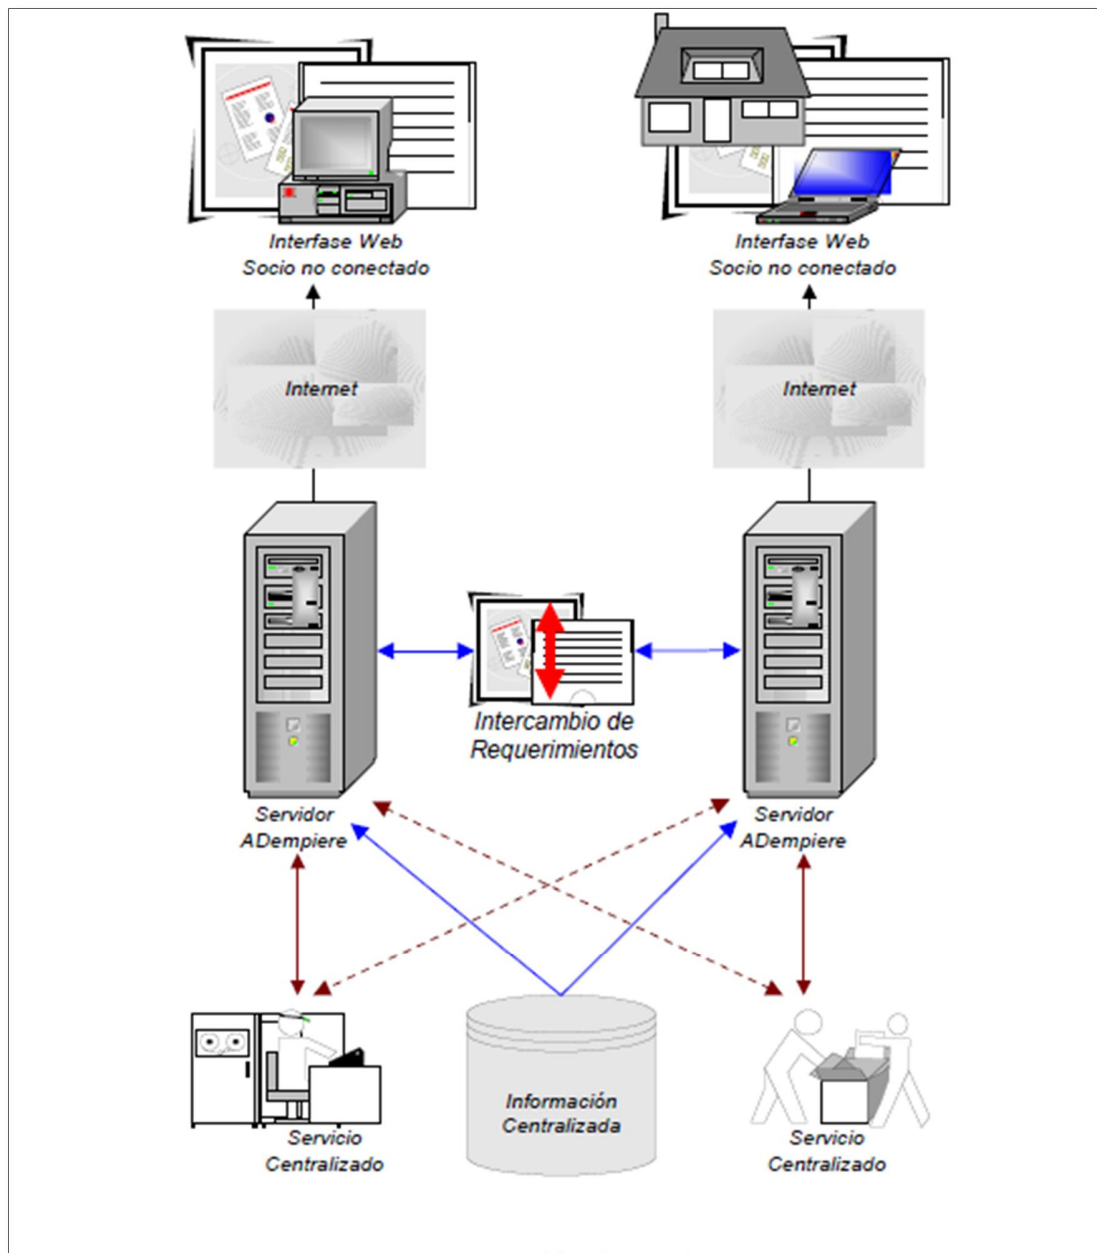 Interfase Web
Socio no conectado
Interfase Web
Socio no conectado
Internet
Internet
Intercambio de
Requerimientos
Servidor
ADempiere
Servidor
ADempiere
Información
Centralizada
Servicio
Centralizado
Servicio
Centralizado